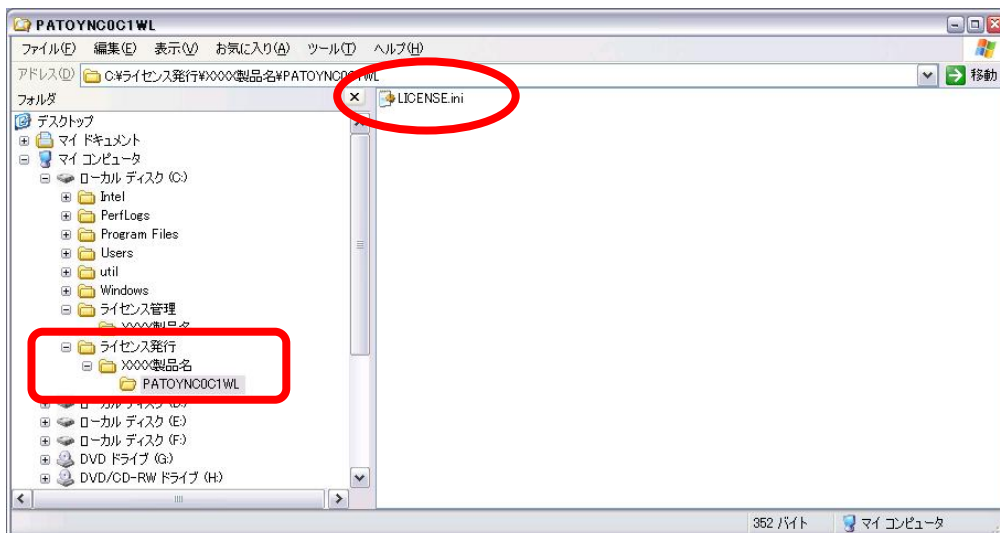 PATOYNC0C1WL
ファイル(F) 編集(E) 表示(V) お気に入り(A) ツール(T) ヘルプ(H)
アドレス(D) C:¥ライセンス発行¥XXXX製品名¥PATOYNC0C1WL 移動
フォルダ
LICENSE.ini
デスクトップ
マイ ドキュメント
マイ コンピュータ
ローカル ディスク (C:)
Intel
PerfLogs
Program Files
Users
util
Windows
ライセンス管理
XXXX製品名
ライセンス発行
XXXX製品名
PATOYNC0C1WL
ローカル ディスク (D:)
ローカル ディスク (E:)
ローカル ディスク (F:)
DVD ドライブ (G:)
DVD/CD-RW ドライブ (H:)
352 バイト マイ コンピュータ